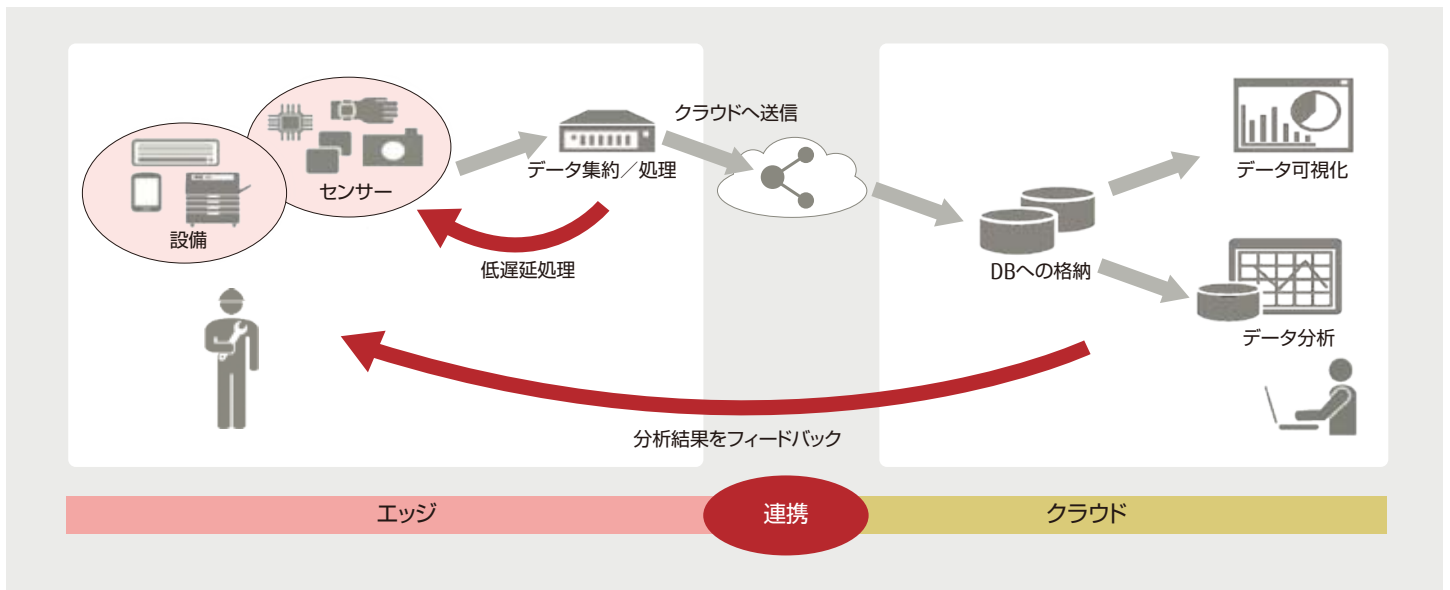 クラウドへ送信
センサー
設備
データ集約／処理
低遅延処理
DBへの格納
データ可視化
データ分析
分析結果をフィードバック
エッジ
連携
クラウド